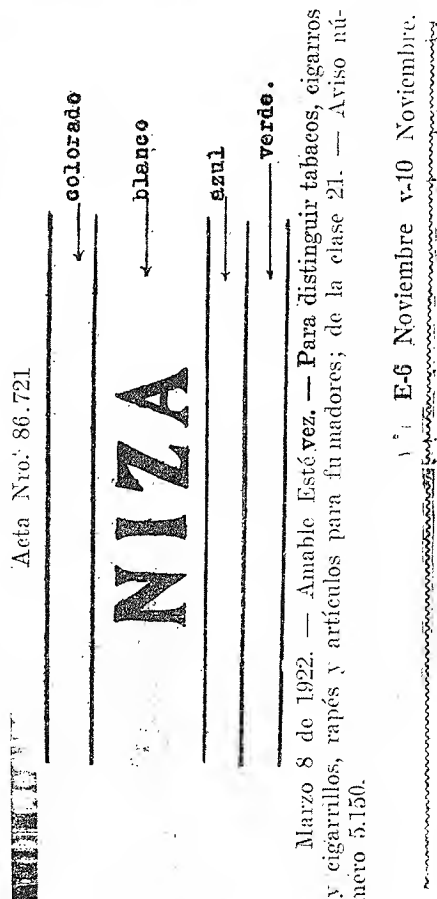 Acta Nro. 86.721
colorado
blanco
NIZA
azul
verde.
Marzo 8 de 1922. — Amable Estévez. — Para distinguir tabacos, cigarros
y cigarrillos, rapés y artículos para fumadores; de la clase 21. — Aviso nú-
mero 5.150.
E-6 Noviembre v-10 Noviembre.